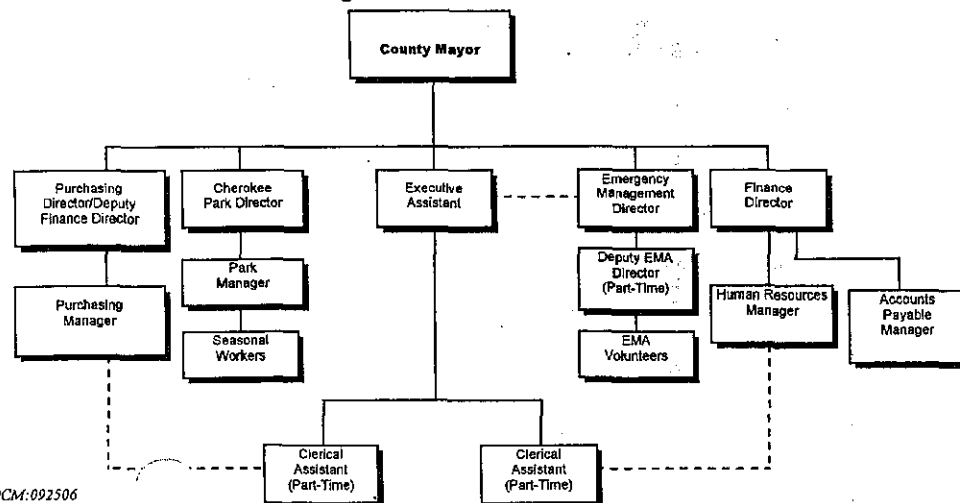 County Mayor
Purchasing
Director/Deputy
Finance Director
Cherokee
Park Director
Executive
Assistant
Emergency
Management
Director
Finance
Director
Purchasing
Manager
Park
Manager
Seasonal
Workers
Deputy EMA
Director
(Part-Time)
EMA
Volunteers
Human Resources
Manager
Accounts
Payable
Manager
Clerical
Assistant
(Part-Time)
Clerical
Assistant
(Part-Time)
CM:092506